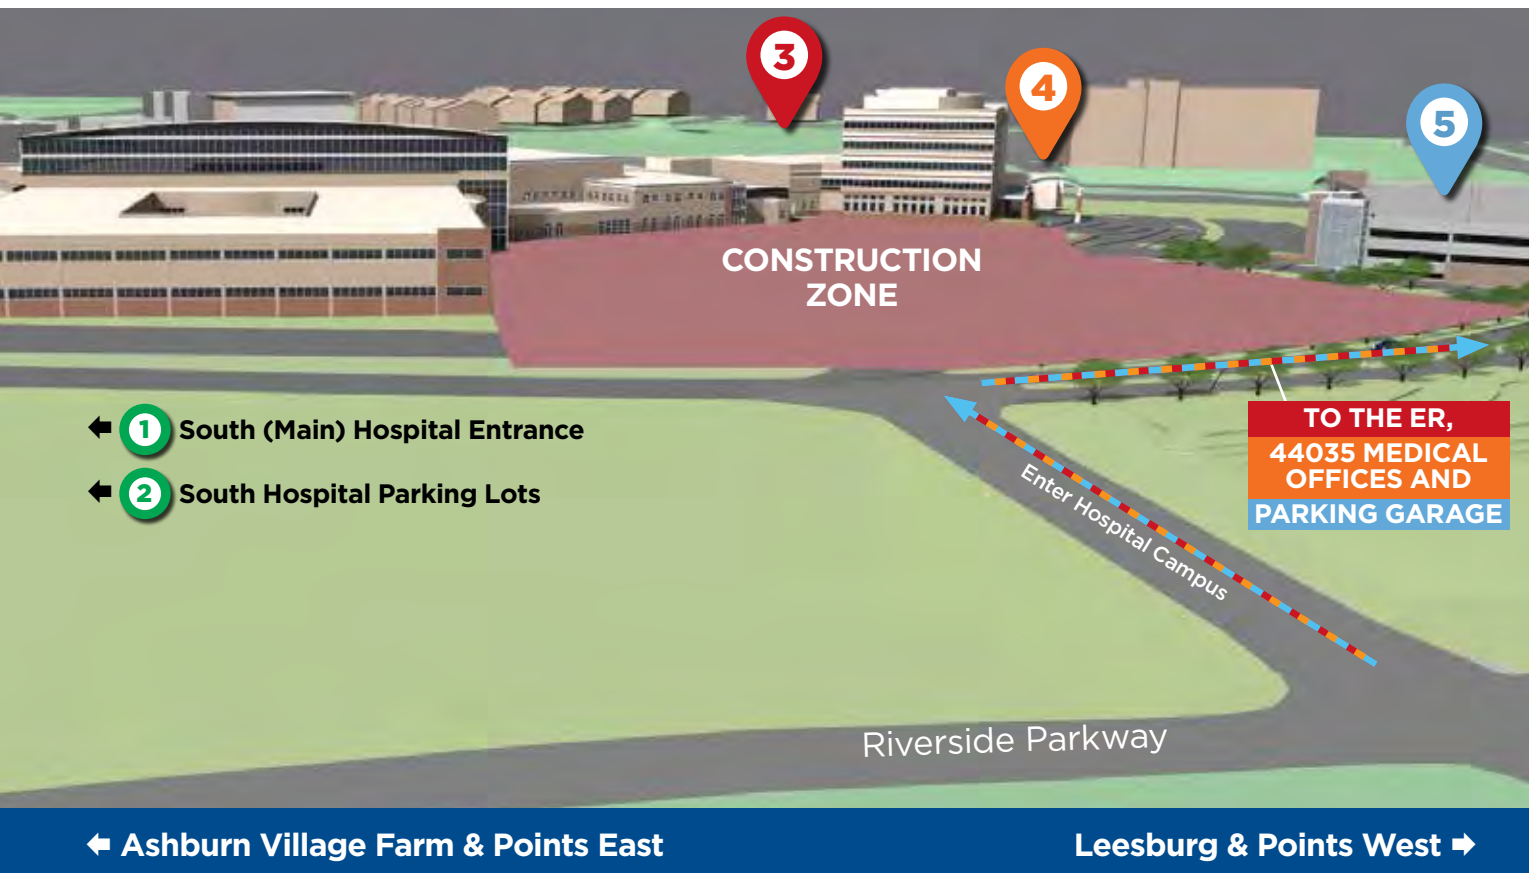 3
4
5
CONSTRUCTION
ZONE
1 South (Main) Hospital Entrance
2 South Hospital Parking Lots
TO THE ER,
44035 MEDICAL
OFFICES AND
PARKING GARAGE
Enter Hospital Campus
Riverside Parkway
Ashburn Village Farm & Points East
Leesburg & Points West